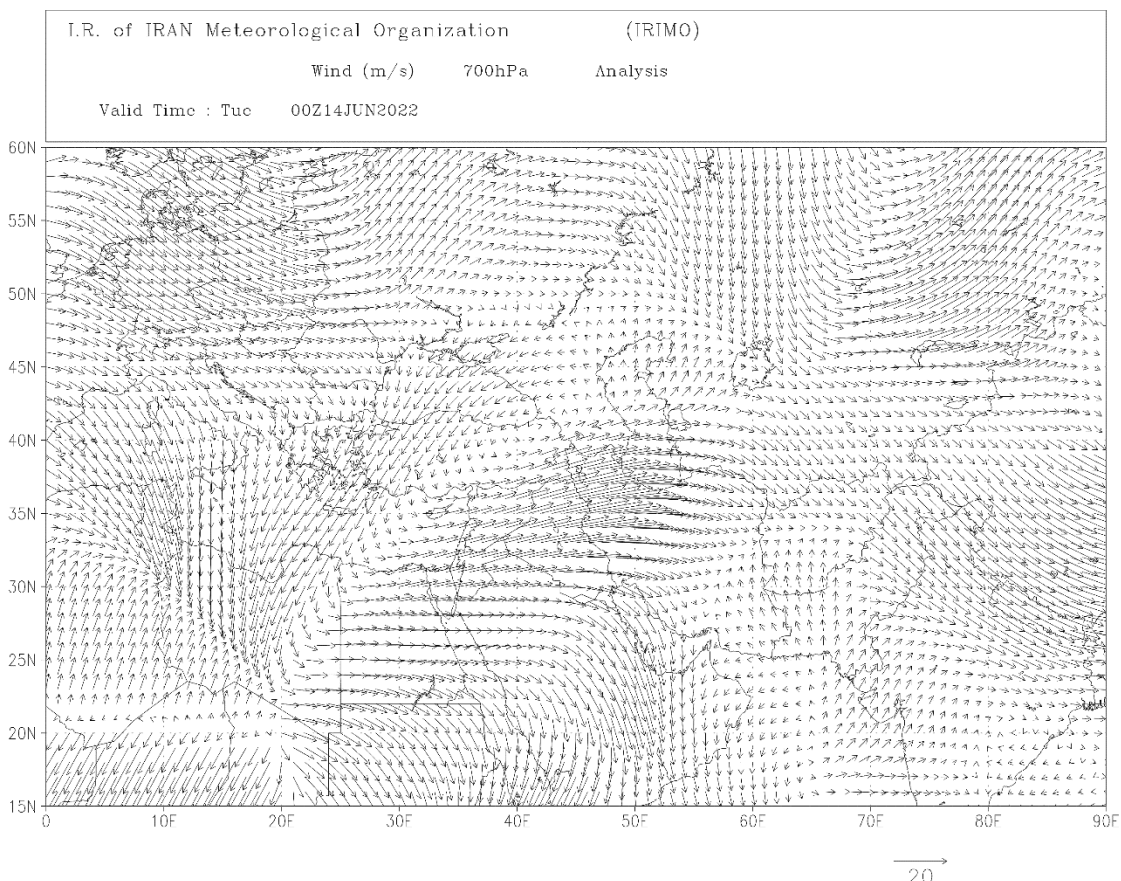 I.R. of IRAN Meteorological Organization (IRIMO)
Wind (m/s) 700hPa Analysis
Valid Time : Tue 00Z14JUN2022
60N
55N
50N
45N
40N
35N
30N
25N
20N
15N
0 10E 20E 30E 40E 50E 60E 70E 80E 90E
20